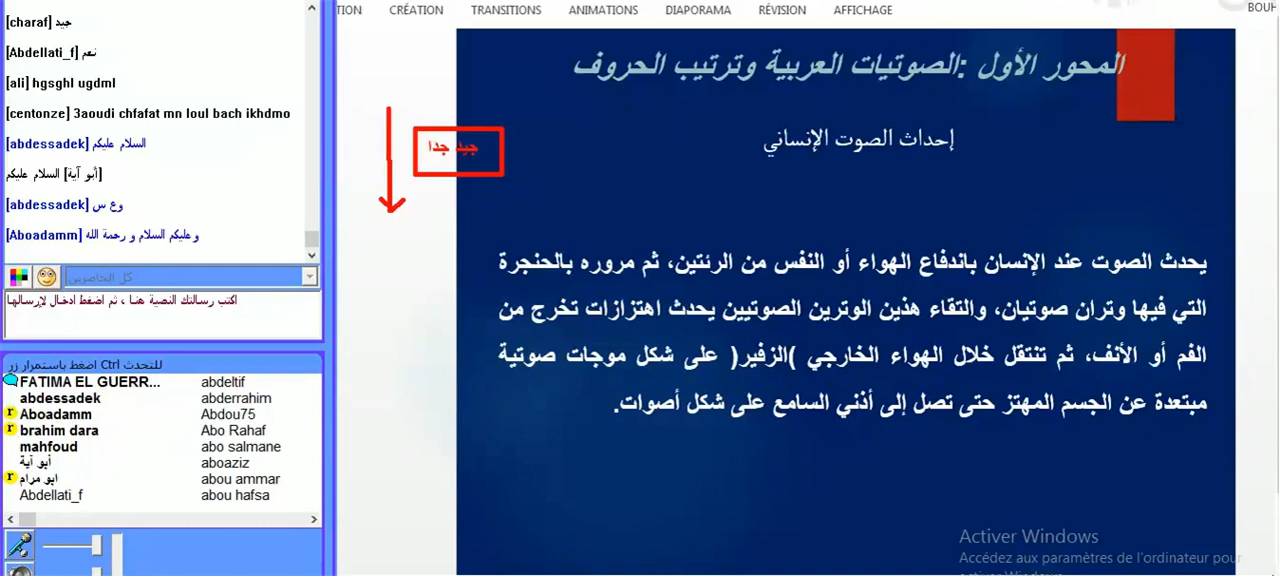 [charaf] جيد
[Abdellati_f] نعم
[ali] hgsghl ugdml
[centonze] 3aoudi chfafat mn loul bach ikhdmo
[abdessadek] السلام عليكم
[أبو آية] السلام عليكم
[abdessadek] وع س
[Aboadamm] و عليكم السلام و رحمة الله
كل الحاضرين
اكتب رسالتك النصية هنا ، ثم اضغط ادخال لإرسالها
للتحدث Ctrl اضغط باستمرار زر
FATIMA EL GUERR... abdeltif
abdessadek abderrahim
Aboadamm Abdou75
brahim dara Abo Rahaf
mahfoud abo salmane
أبو آية aboaziz
ابو مرام abou ammar
Abdellati_f abou hafsa
TION CRÉATION TRANSITIONS ANIMATIONS DIAPORAMA RÉVISION AFFICHAGE BOUH
المحور الأول :الصوتيات العربية وترتيب الحروف
إحداث الصوت الإنساني
جيد جدا
يحدث الصوت عند الإنسان باندفاع الهواء أو النفس من الرئتين، ثم مروره بالحنجرة
التي فيها وتران صوتيان، والتقاء هذين الوترين الصوتيين يحدث اهتزازات تخرج من
الفم أو الأنف، ثم تنتقل خلال الهواء الخارجي )الزفير( على شكل موجات صوتية
مبتعدة عن الجسم المهتز حتى تصل إلى أذني السامع على شكل أصوات.
Activer Windows
Accédez aux paramètres de l'ordinateur pour
activer Windows